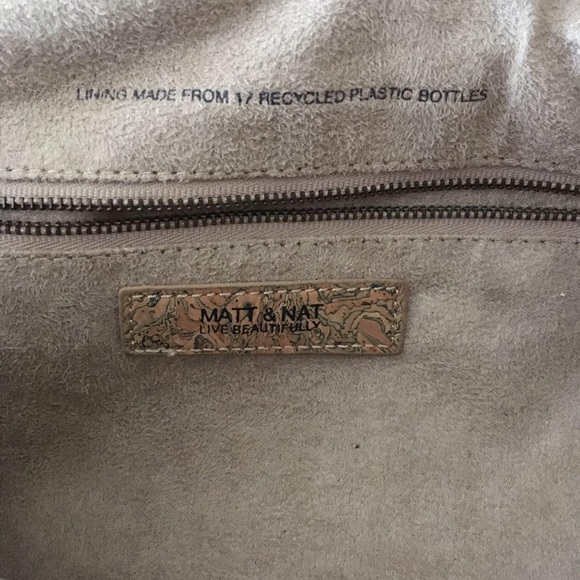 LINING MADE FROM 17 RECYCLED PLASTIC BOTTLES
MATT & NAT
LIVE BEAUTIFULLY